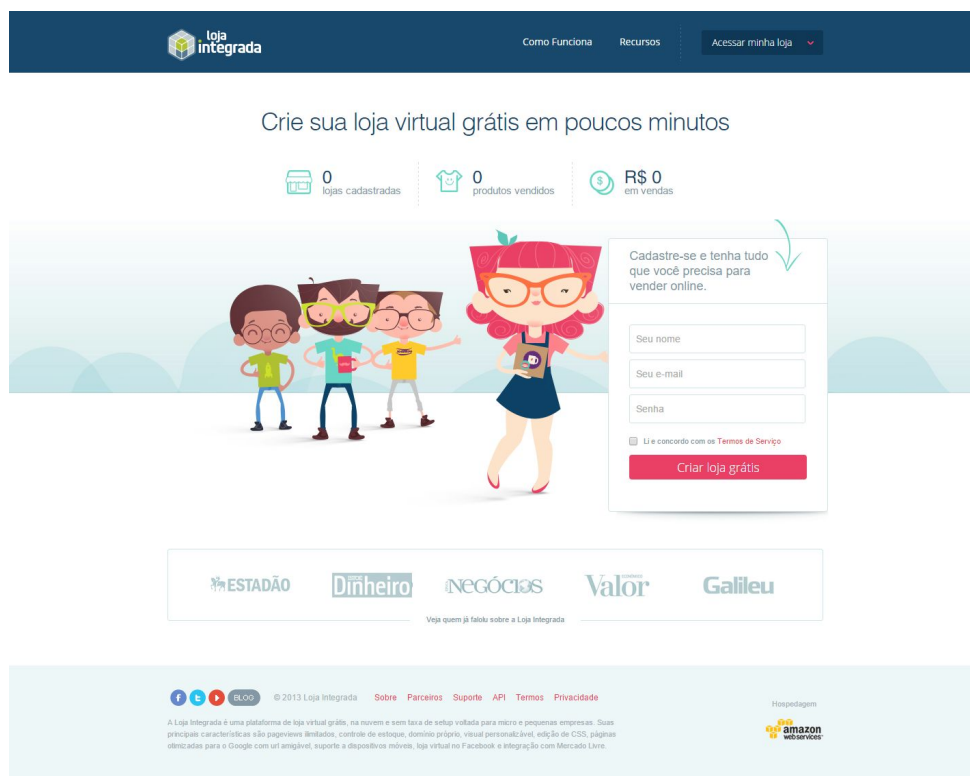 loja
integrada
Como Funciona
Recursos
Acessar minha loja
Crie sua loja virtual grátis em poucos minutos
0
lojas cadastradas
0
produtos vendidos
R$ 0
em vendas
Cadastre-se e tenha tudo
que você precisa para
vender online.
Seu nome
Seu e-mail
Senha
Li e concordo com os Termos de Serviço
Criar loja grátis
ESTADÃO
Dinheiro
NEGÓCIOS
Valor
Galileu
Veja quem já falolu sobre a Loja Integrada
BLOG
© 2013 Loja Integrada
Sobre
Parceiros
Suporte
API
Termos
Privacidade
A Loja Integrada é uma plataforma de loja virtual grátis, na nuvem e sem taxa de setup voltada para micro e pequenas empresas. Suas
principais características são pageviews ilimitados, controle de estoque, domínio próprio, visual personalizável, edição de CSS, páginas
otimizadas para o Google com url amigável, suporte a dispositivos móveis, loja virtual no Facebook e integração com Mercado Livre.
Hospedagem
amazon
webservices